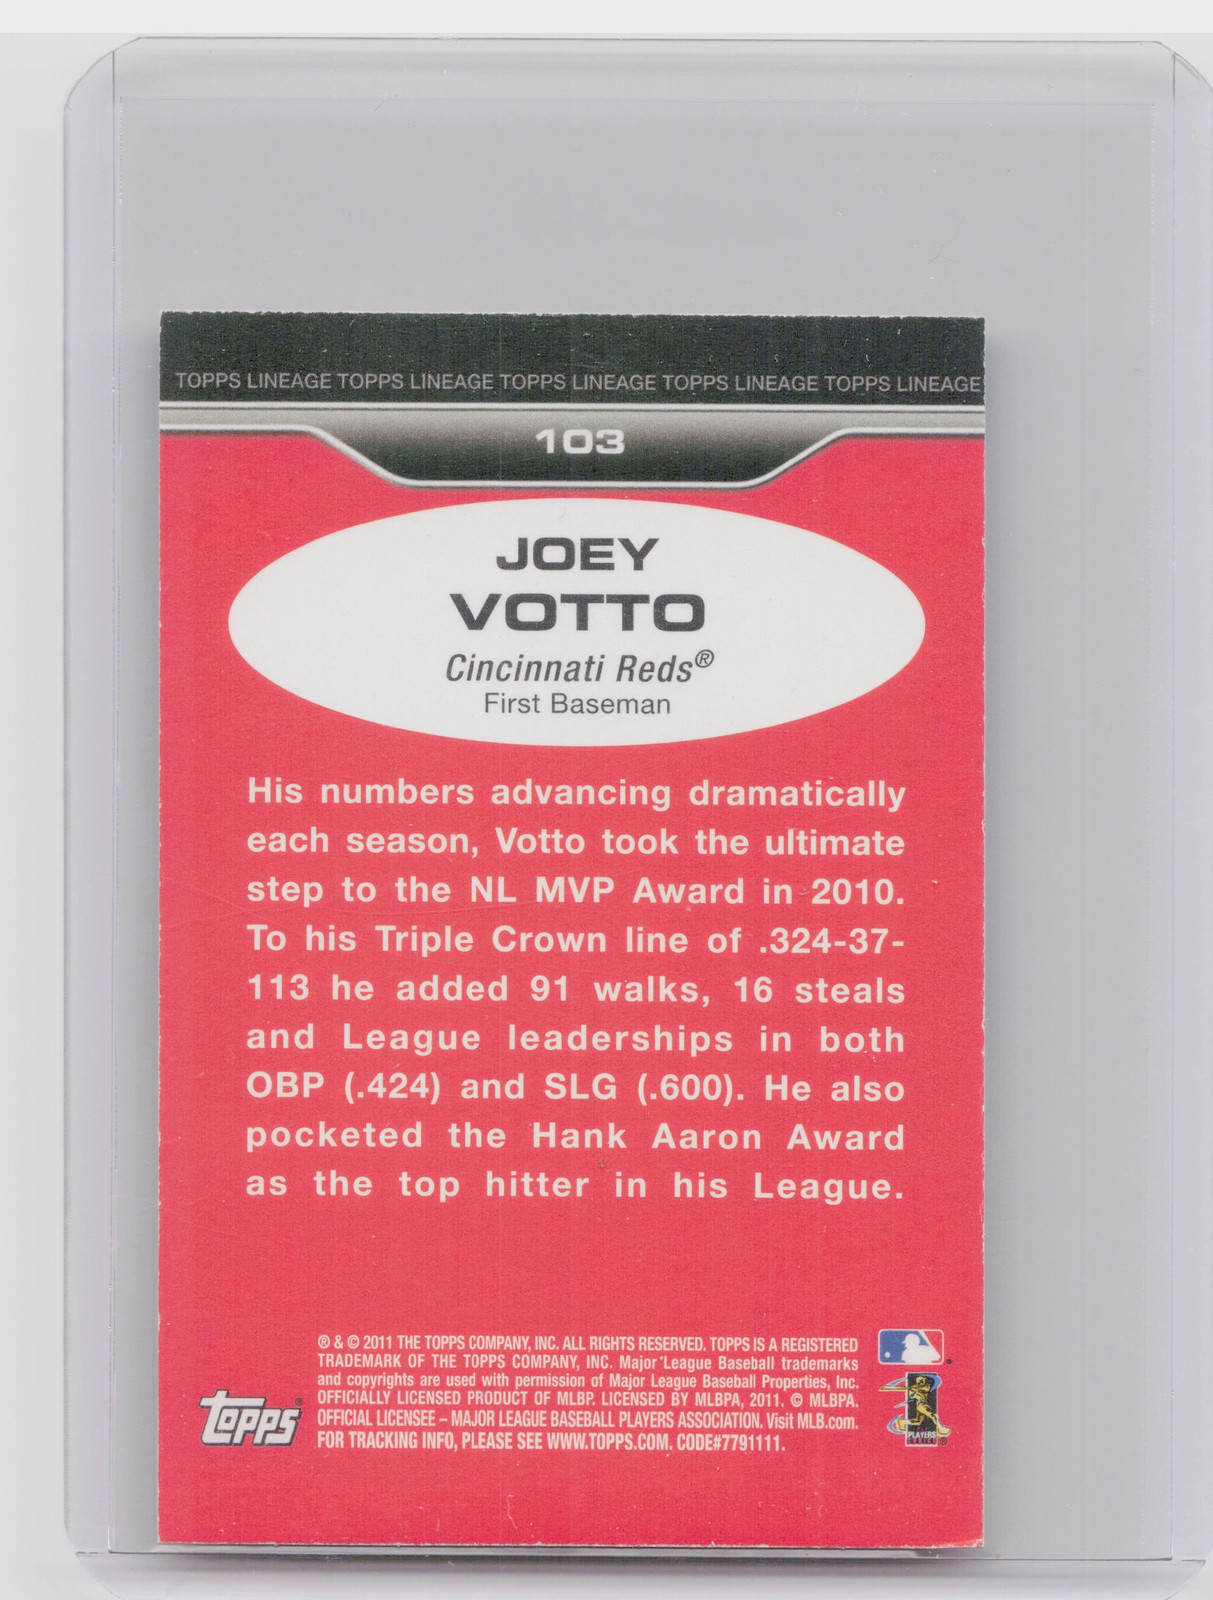 TOPPS LINEAGE TOPPS LINEAGE TOPPS LINEAGE TOPPS LINEAGE TOPPS LINEAGE
103
JOEY
VOTTO
Cincinnati Reds®
First Baseman
His numbers advancing dramatically
each season, Votto took the ultimate
step to the NL MVP Award in 2010.
To his Triple Crown line of .324-37-
113 he added 91 walks, 16 steals
and League leaderships in both
OBP (.424) and SLG (.600). He also
pocketed the Hank Aaron Award
as the top hitter in his League.
® & © 2011 THE TOPPS COMPANY, INC. ALL RIGHTS RESERVED. TOPPS IS A REGISTERED
TRADEMARK OF THE TOPPS COMPANY, INC. Major League Baseball trademarks
and copyrights are used with permission of Major League Baseball Properties, Inc.
OFFICIALLY LICENSED PRODUCT OF MLBP. LICENSED BY MLBPA, 2011. © MLBPA.
OFFICIAL LICENSEE – MAJOR LEAGUE BASEBALL PLAYERS ASSOCIATION. Visit MLB.com.
FOR TRACKING INFO, PLEASE SEE WWW.TOPPS.COM. CODE#7791111.
Topps®
PLAYERS